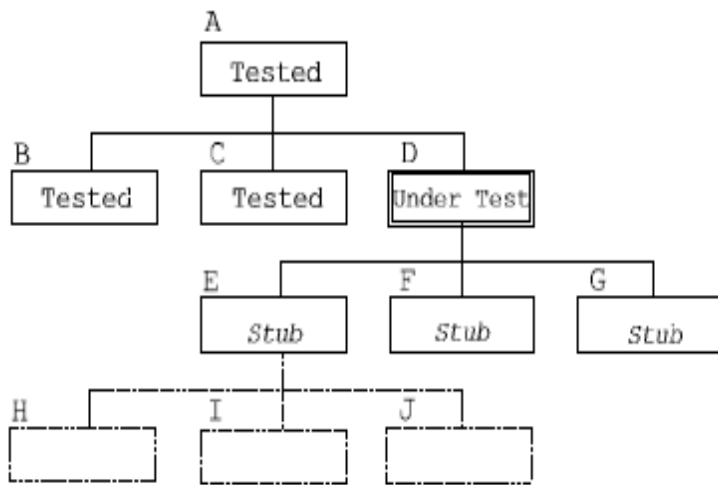 A
Tested
B C D
Tested Tested Under Test
E F G
Stub Stub Stub
H I J